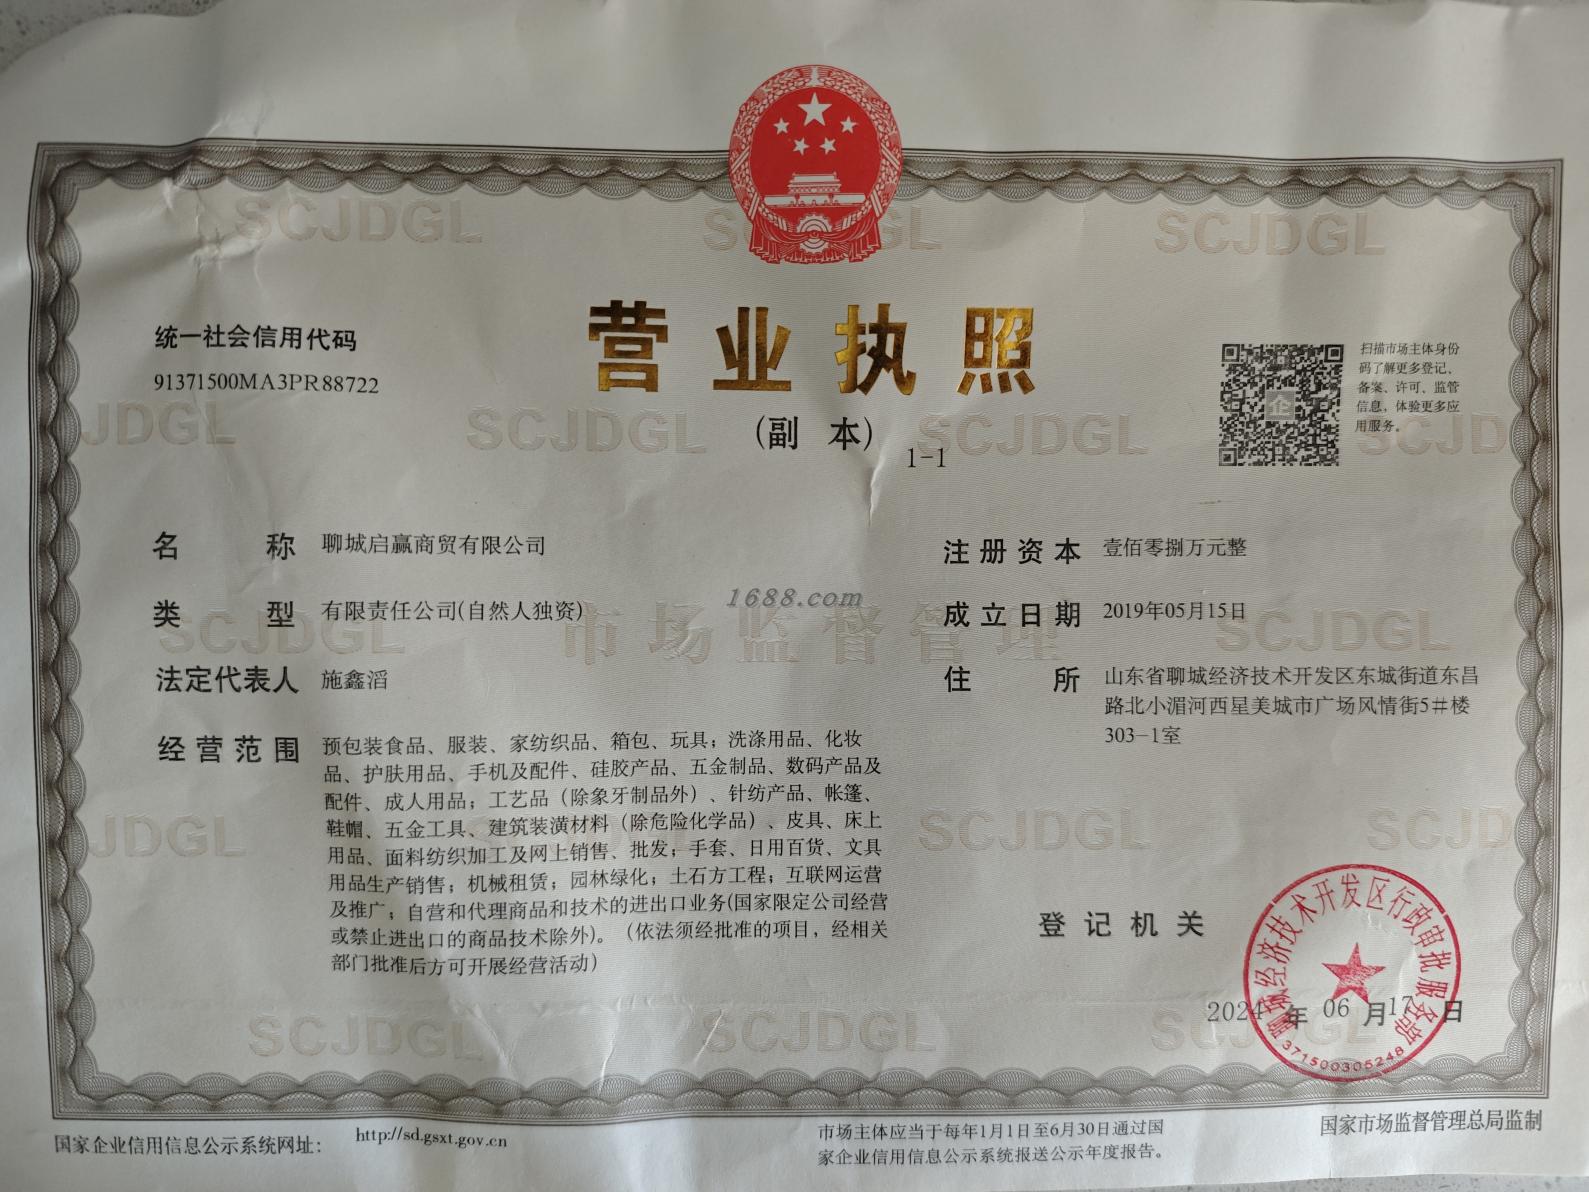 统一社会信用代码
91371500MA3PR88722
营业执照
(副 本)
1-1
扫描市场主体身份
码了解更多登记、
备案、许可、监管
信息，体验更多应
用服务。
名 称 聊城启赢商贸有限公司
类 型 有限责任公司(自然人独资)
法定代表人 施鑫滔
经营范围 预包装食品、服装、家纺织品、箱包、玩具；洗涤用品、化妆
品、护肤用品、手机及配件、硅胶产品、五金制品、数码产品及
配件、成人用品；工艺品（除象牙制品外）、针纺产品、帐篷、
鞋帽、五金工具、建筑装潢材料（除危险化学品）、皮具、床上
用品、面料纺织加工及网上销售、批发；手套、日用百货、文具
用品生产销售；机械租赁；园林绿化；土石方工程；互联网运营
及推广；自营和代理商品和技术的进出口业务(国家限定公司经营
或禁止进出口的商品技术除外)。（依法须经批准的项目，经相关
部门批准后方可开展经营活动）
注册资本 壹佰零捌万元整
成立日期 2019年05月15日
住 所 山东省聊城经济技术开发区东城街道东昌
路北小湄河西星美城市广场风情街5#楼
303-1室
1688.com
市场监督管理
SCJDGL
登记机关
聊城经济技术开发区行政审批服务部
371500305248
2024 年 06 月 17 日
国家企业信用信息公示系统网址： http://sd.gsxt.gov.cn
市场主体应当于每年1月1日至6月30日通过国
家企业信用信息公示系统报送公示年度报告。
国家市场监督管理总局监制